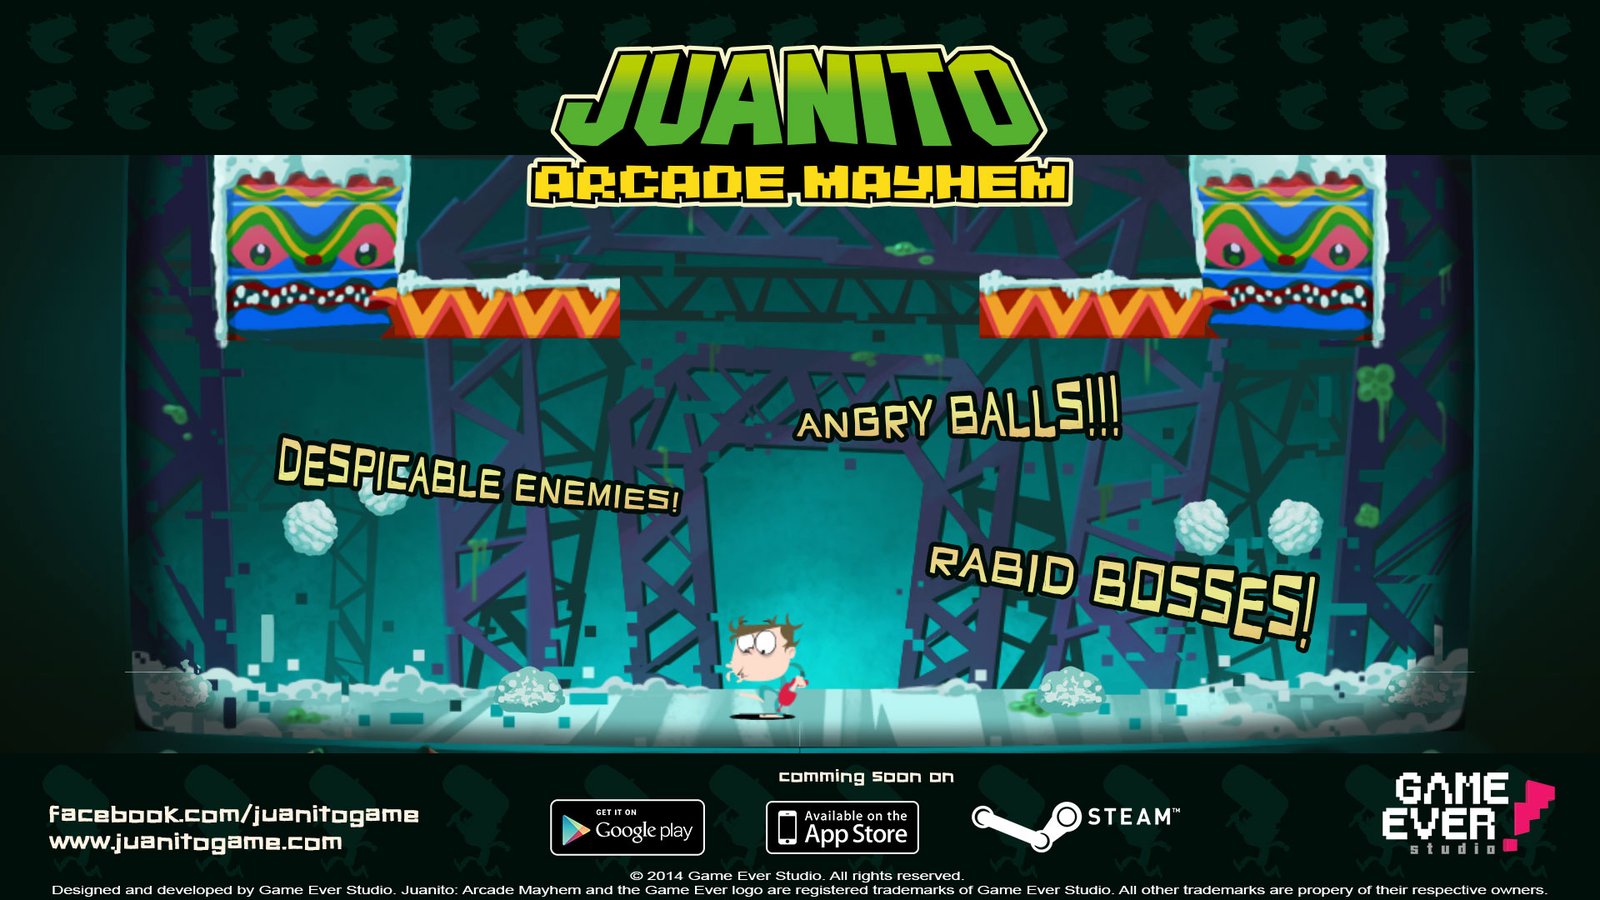 JUANITO
ARCADE MAYHEM
ANGRY BALLS!!!
DESPICABLE ENEMIES!
RABID BOSSES!
comming soon on
facebook.com/juanitogame
www.juanitogame.com
GET IT ON
Google play
Available on the
App Store
STEAM™
GAME
EVER
studio
© 2014 Game Ever Studio. All rights reserved.
Designed and developed by Game Ever Studio. Juanito: Arcade Mayhem and the Game Ever logo are registered trademarks of Game Ever Studio. All other trademarks are propery of their respective owners.